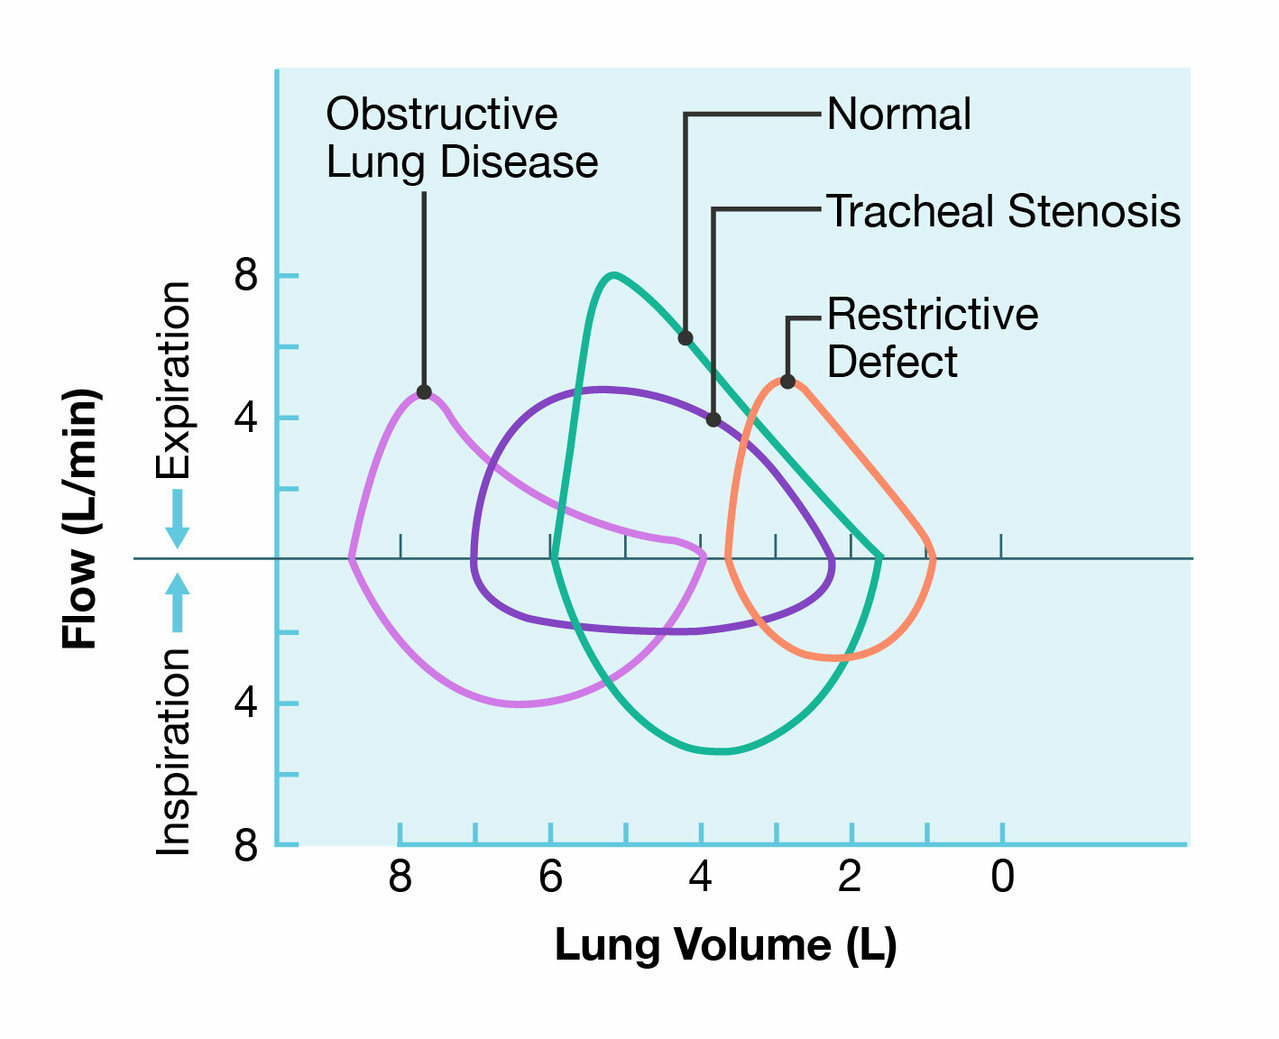 Obstructive
Lung Disease
Normal
Tracheal Stenosis
Restrictive
Defect
8
4
4
8
Expiration
Flow (L/min)
Inspiration
8 6 4 2 0
Lung Volume (L)